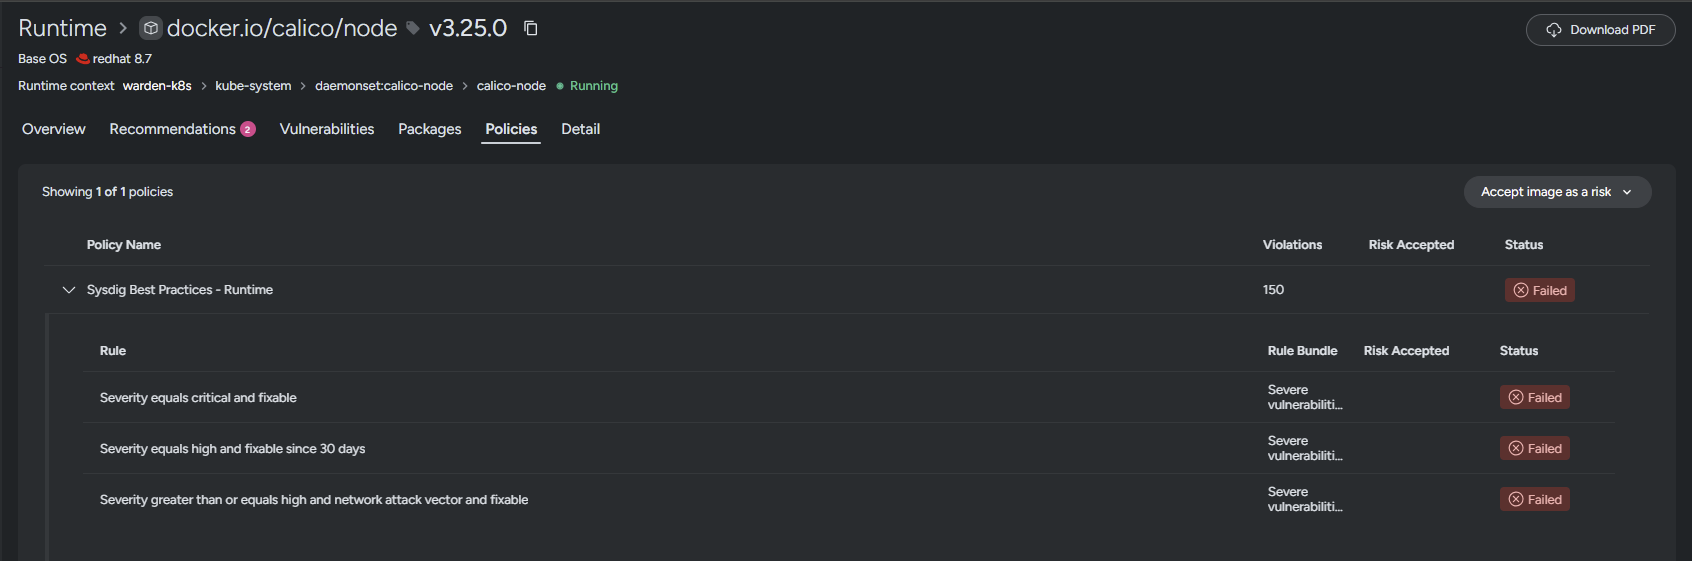 Runtime > docker.io/calico/node v3.25.0
Download PDF
Base OS redhat 8.7
Runtime context warden-k8s > kube-system > daemonset:calico-node > calico-node Running
Overview Recommendations 2 Vulnerabilities Packages Policies Detail
Showing 1 of 1 policies
Accept image as a risk
Policy Name Violations Risk Accepted Status
Sysdig Best Practices - Runtime 150 Failed
Rule Rule Bundle Risk Accepted Status
Severity equals critical and fixable Severe vulnerabiliti... Failed
Severity equals high and fixable since 30 days Severe vulnerabiliti... Failed
Severity greater than or equals high and network attack vector and fixable Severe vulnerabiliti... Failed